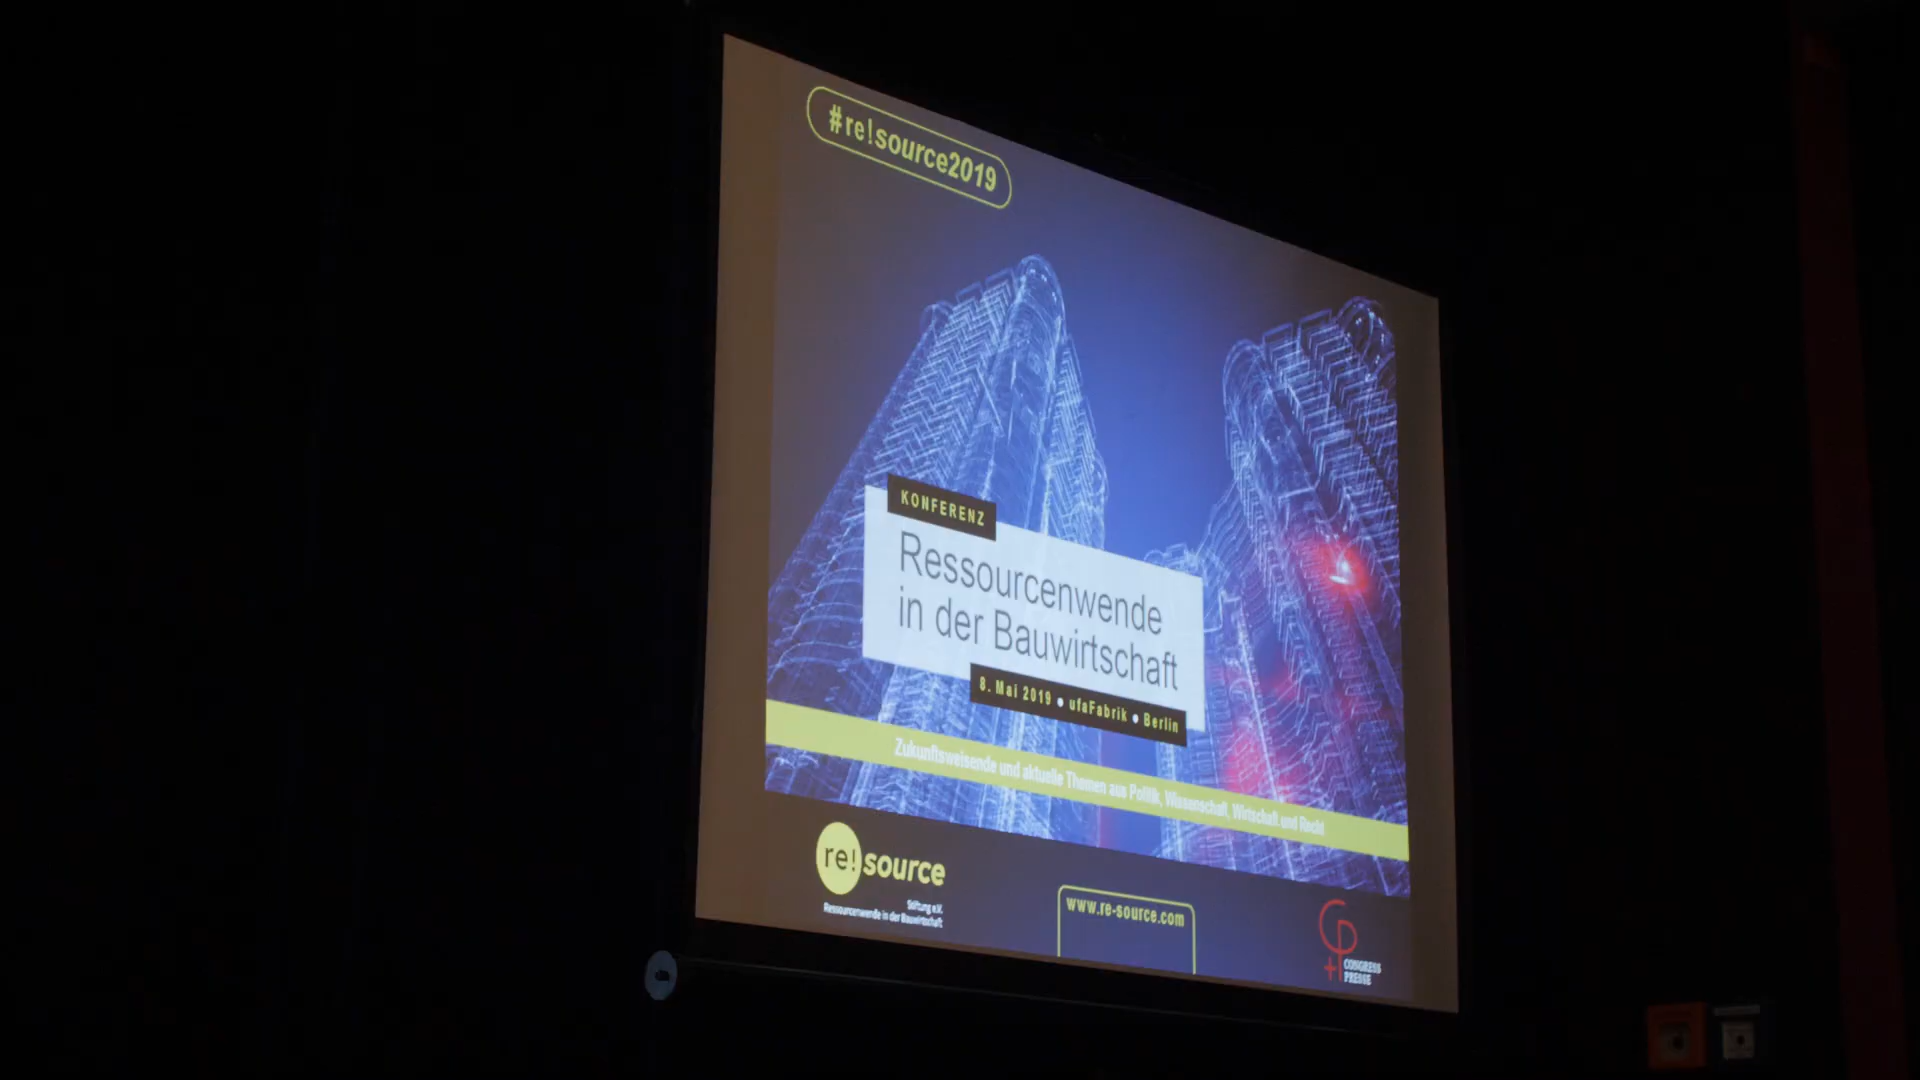 #re!source2019
KONFERENZ
Ressourcenwende
in der Bauwirtschaft
8. Mai 2019 • ufaFabrik • Berlin
Zukunftsweisende und aktuelle Themen aus Politik, Wissenschaft, Wirtschaft und Recht
re!source
Stiftung e.V.
Ressourcenwende in der Bauwirtschaft
www.re-source.com
CONGRESS
PRESSE